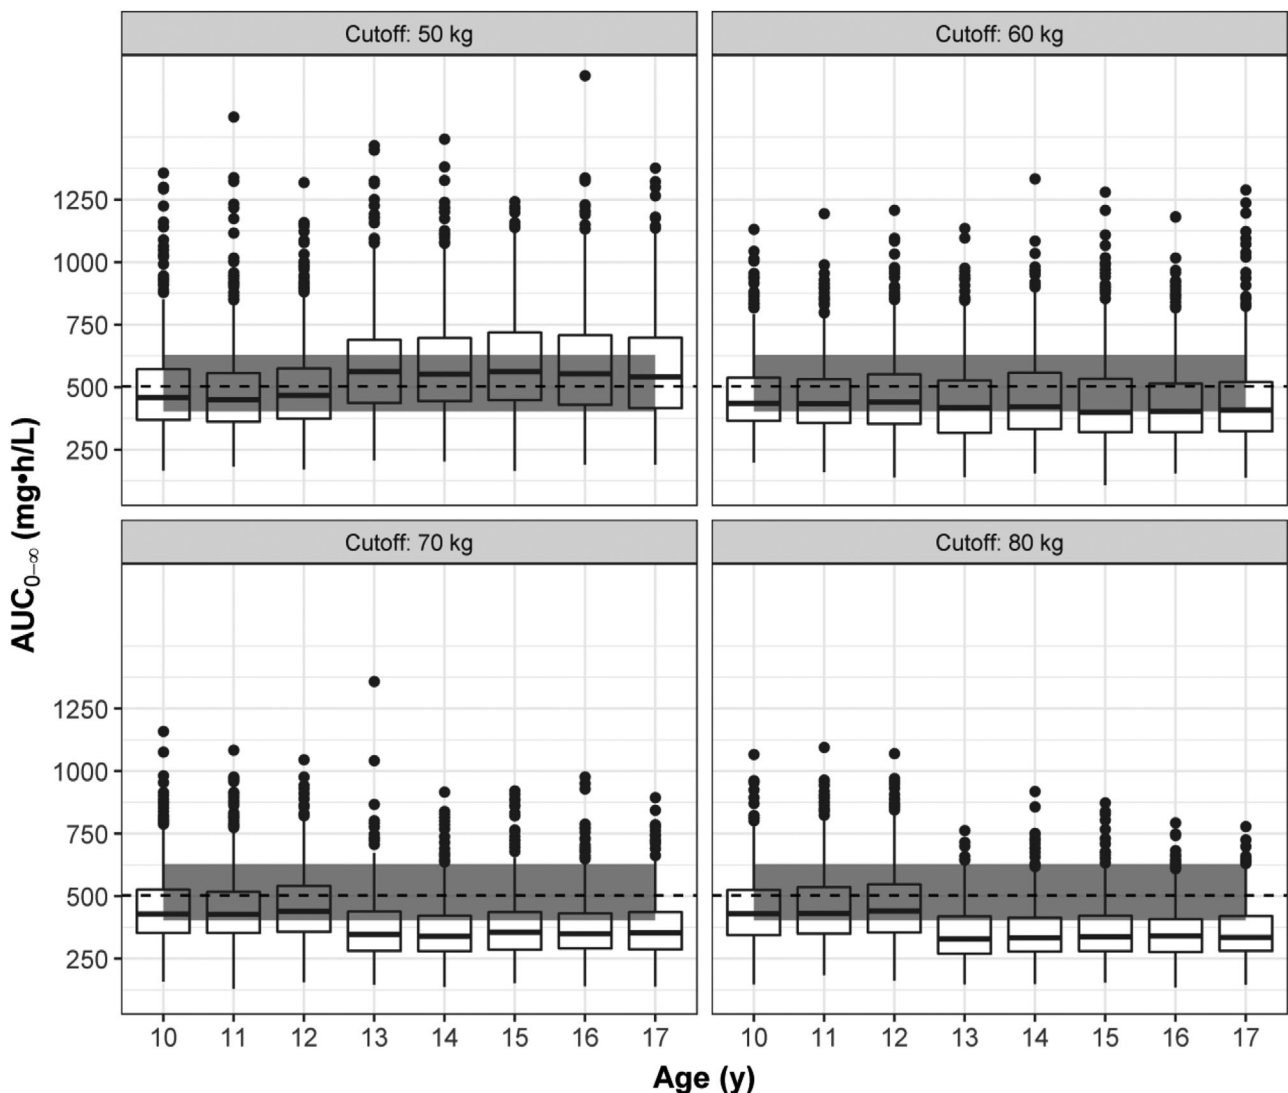 Cutoff: 50 kg
Cutoff: 60 kg
1250
1000
750
500
250
Cutoff: 70 kg
Cutoff: 80 kg
1250
1000
750
500
250
AUC0–∞ (mg•h/L)
10 11 12 13 14 15 16 17
10 11 12 13 14 15 16 17
Age (y)